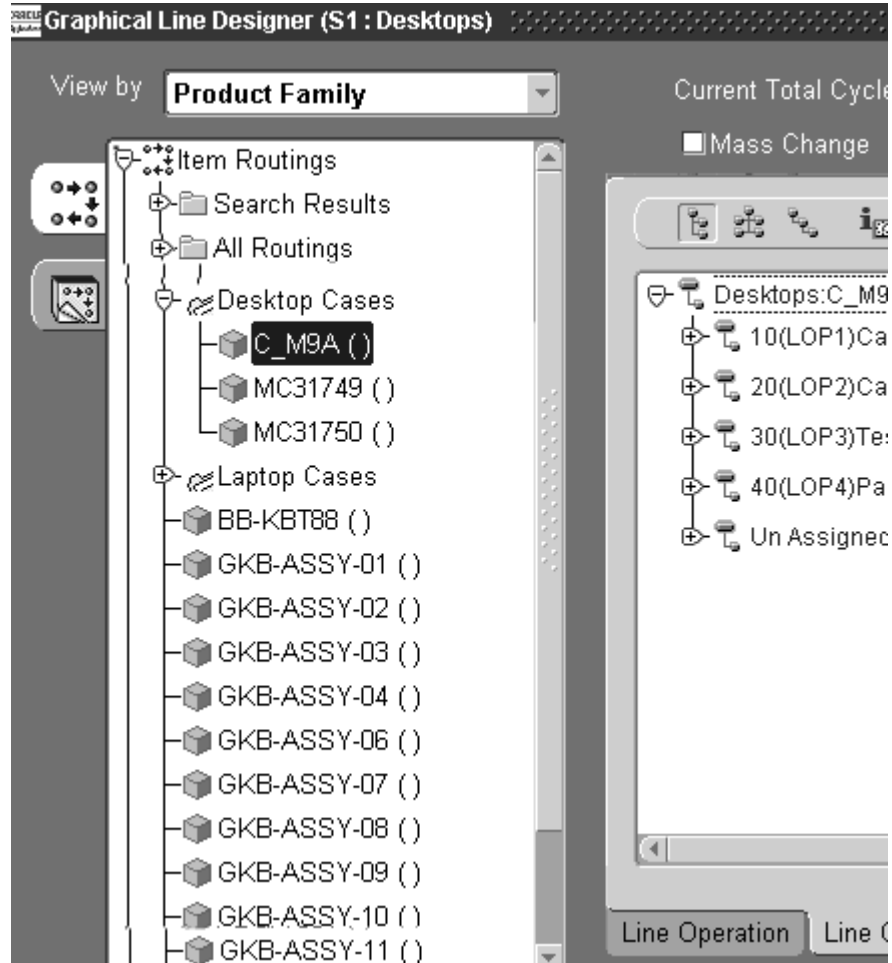 Graphical Line Designer (S1 : Desktops)
View by
Product Family
Current Total Cycle
Mass Change
Item Routings
Search Results
All Routings
Desktop Cases
C_M9A ()
MC31749 ()
MC31750 ()
Laptop Cases
BB-KBT88 ()
GKB-ASSY-01 ()
GKB-ASSY-02 ()
GKB-ASSY-03 ()
GKB-ASSY-04 ()
GKB-ASSY-06 ()
GKB-ASSY-07 ()
GKB-ASSY-08 ()
GKB-ASSY-09 ()
GKB-ASSY-10 ()
GKB-ASSY-11 ()
Desktops:C_M9
10(LOP1)Ca
20(LOP2)Ca
30(LOP3)Tes
40(LOP4)Pa
Un Assigned
Line Operation
Line